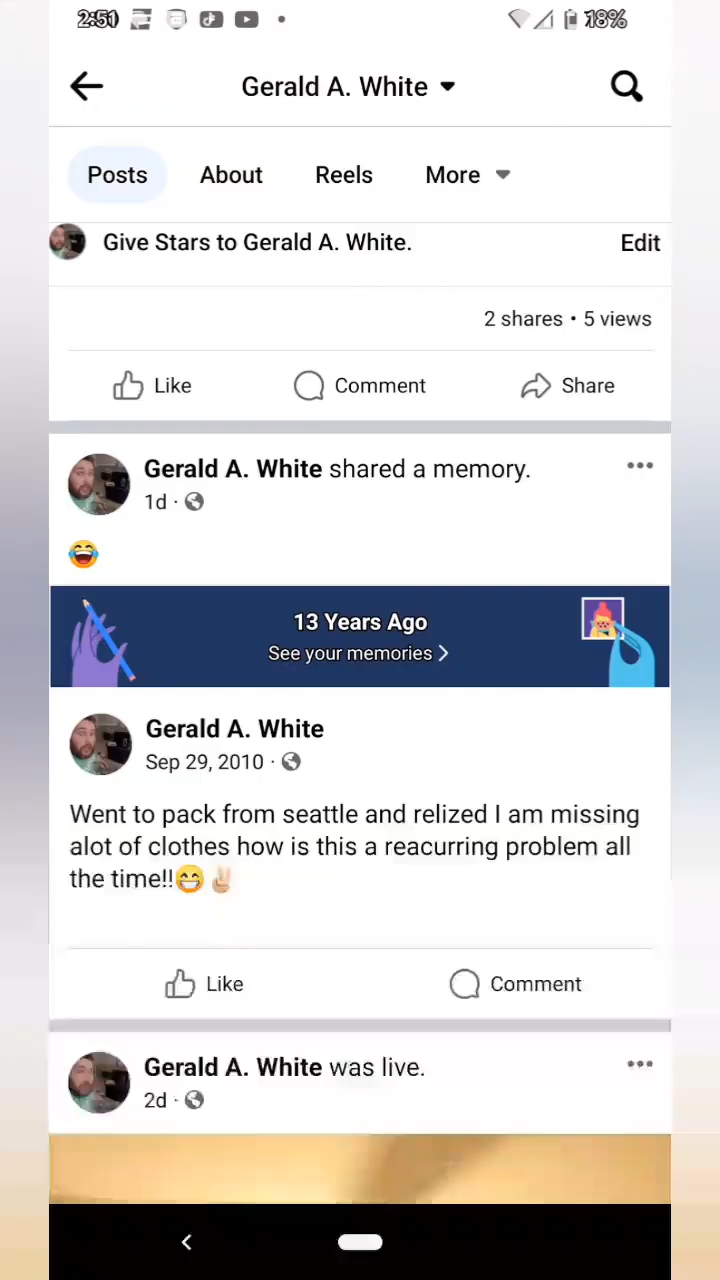 2:51 18%
Gerald A. White
Posts About Reels More
Give Stars to Gerald A. White. Edit
2 shares • 5 views
Like Comment Share
Gerald A. White shared a memory.
1d ·
😂
13 Years Ago
See your memories >
Gerald A. White
Sep 29, 2010 ·
Went to pack from seattle and relized I am missing
alot of clothes how is this a reacurring problem all
the time!!😁✌🏻
Like Comment
Gerald A. White was live.
2d ·